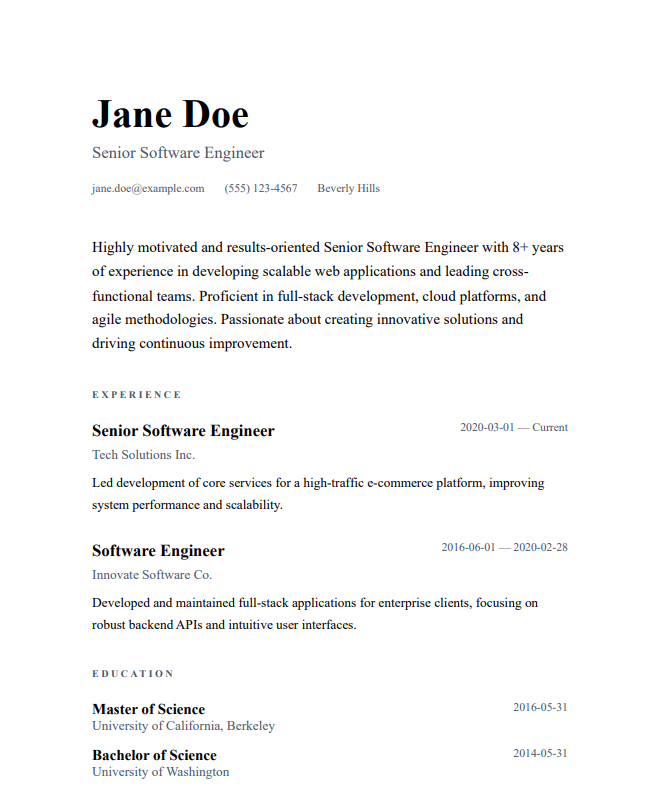 Jane Doe
Senior Software Engineer
jane.doe@example.com (555) 123-4567 Beverly Hills
Highly motivated and results-oriented Senior Software Engineer with 8+ years
of experience in developing scalable web applications and leading cross-
functional teams. Proficient in full-stack development, cloud platforms, and
agile methodologies. Passionate about creating innovative solutions and
driving continuous improvement.
EXPERIENCE
Senior Software Engineer 2020-03-01 — Current
Tech Solutions Inc.
Led development of core services for a high-traffic e-commerce platform, improving
system performance and scalability.
Software Engineer 2016-06-01 — 2020-02-28
Innovate Software Co.
Developed and maintained full-stack applications for enterprise clients, focusing on
robust backend APIs and intuitive user interfaces.
EDUCATION
Master of Science 2016-05-31
University of California, Berkeley
Bachelor of Science 2014-05-31
University of Washington